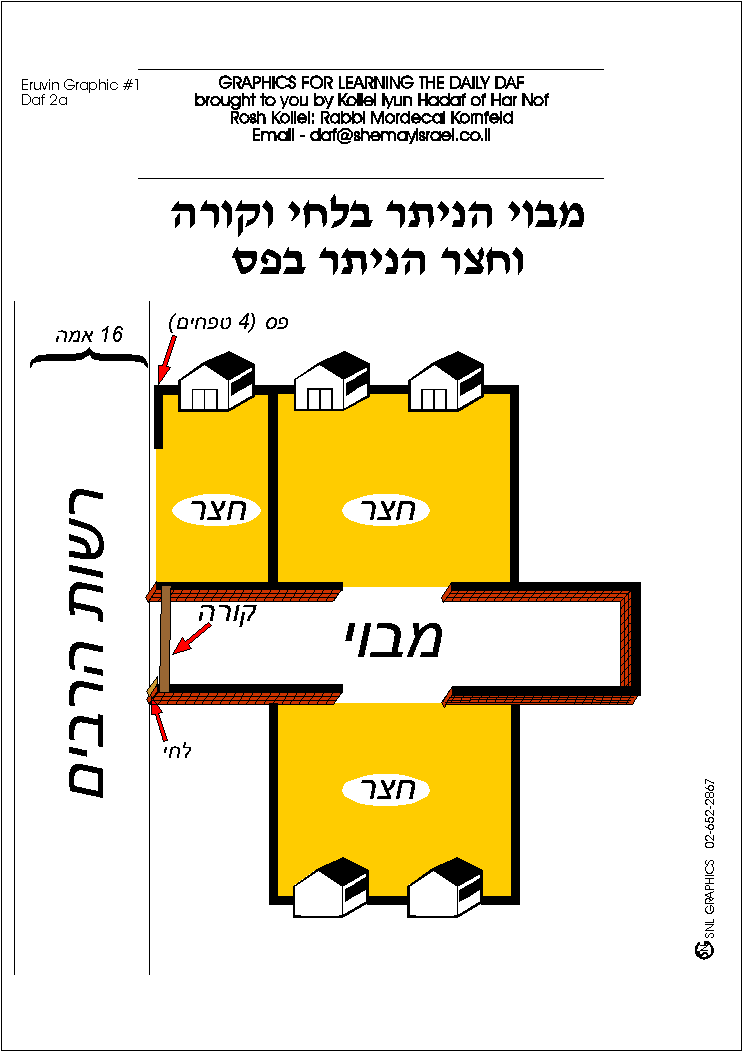 Eruvin Graphic #1
Daf 2a
GRAPHICS FOR LEARNING THE DAILY DAF
brought to you by Kollel Iyun Hadaf of Har Nof
Rosh Kollel: Rabbi Mordecai Kornfeld
Email - daf@shemayisrael.co.il
מבוי הניתר בלחי וקורה
וחצר הניתר בפס
פס (4 טפחים)
16 אמה
רשות הרבים
חצר
חצר
קורה
מבוי
לחי
חצר
SNL GRAPHICS 02-652-2867